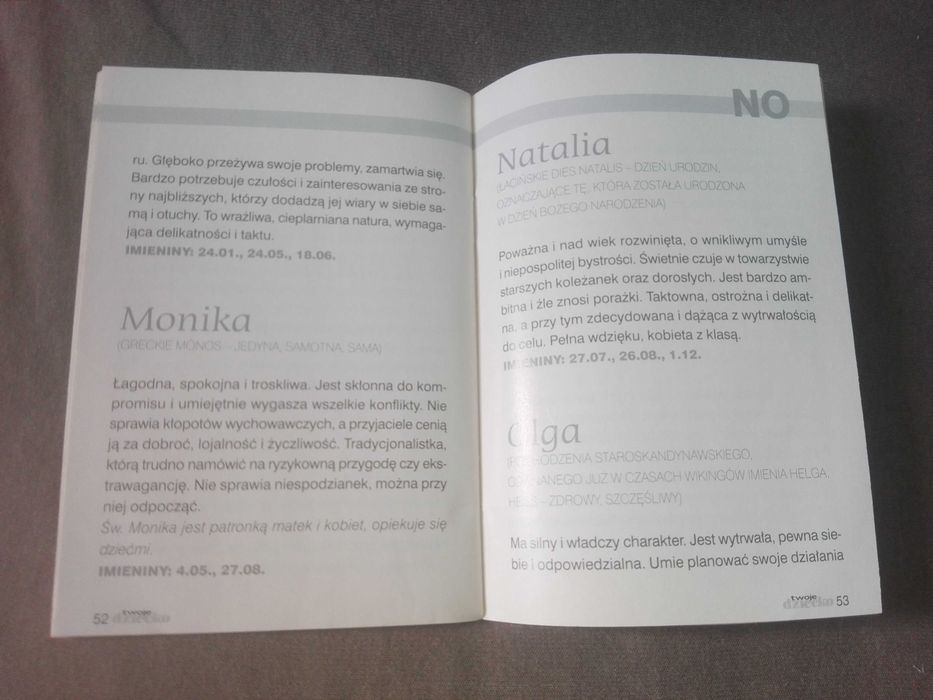 ru. Głęboko przeżywa swoje problemy, zamartwia się.
Bardzo potrzebuje czułości i zainteresowania ze stro-
ny najbliższych, którzy dodadzą jej wiary w siebie sa-
mą i otuchy. To wrażliwa, cieplarniana natura, wymaga-
jąca delikatności i taktu.
IMIENINY: 24.01., 24.05., 18.06.
Monika
(GRECKIE MONOS – JEDYNA, SAMOTNA, SAMA)
Łagodna, spokojna i troskliwa. Jest skłonna do kom-
promisu i umiejętnie wygasza wszelkie konflikty. Nie
sprawia kłopotów wychowawczych, a przyjaciele cenią
ją za dobroć, lojalność i życzliwość. Tradycjonalistka,
którą trudno namówić na ryzykowną przygodę czy eks-
trawagancję. Nie sprawia niespodzianek, można przy
niej odpocząć.
Św. Monika jest patronką matek i kobiet, opiekuje się
dziećmi.
IMIENINY: 4.05., 27.08.
52 twoje dziecko
NO
Natalia
(ŁACIŃSKIE DIES NATALIS – DZIEŃ URODZIN,
OZNACZAJĄCE TĘ, KTÓRA ZOSTAŁA URODZONA
W DZIEŃ BOŻEGO NARODZENIA)
Poważna i nad wiek rozwinięta, o wnikliwym umyśle
i niepospolitej bystrości. Świetnie czuje w towarzystwie
starszych koleżanek oraz dorosłych. Jest bardzo am-
bitna i źle znosi porażki. Taktowna, ostrożna i delikat-
na, a przy tym zdecydowana i dążąca z wytrwałością
do celu. Pełna wdzięku, kobieta z klasą.
IMIENINY: 27.07., 26.08., 1.12.
Olga
STAROSKANDYNAWSKIEGO,
JUŻ W CZASACH WIKINGÓW IMIENIA HELGA,
– ZDROWY, SZCZĘŚLIWY)
Ma silny i władczy charakter. Jest wytrwała, pewna sie-
bie i odpowiedzialna. Umie planować swoje działania
twoje dziecko 53